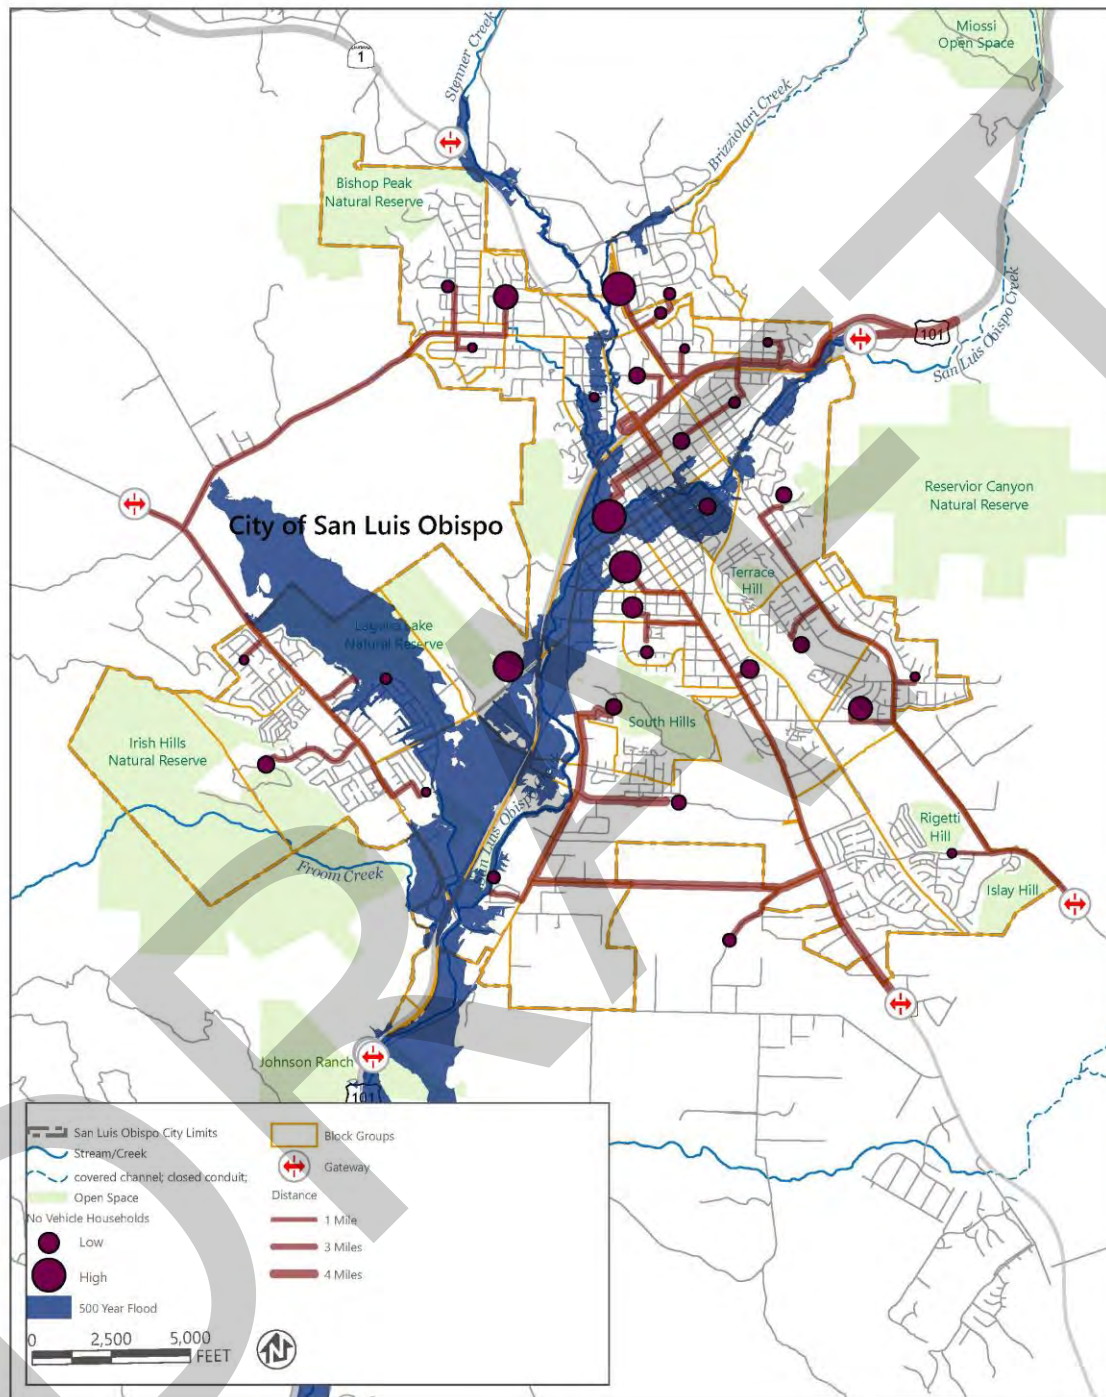 Miossi
Open Space
1
Stenner Creek
Brizziolari Creek
Bishop Peak
Natural Reserve
101
San Luis Obispo Creek
Reservior Canyon
Natural Reserve
City of San Luis Obispo
Terrace
Hill
Laguna Lake
Natural Reserve
South Hills
Irish Hills
Natural Reserve
San Luis Obispo
Rigetti
Hill
Froom Creek
Islay Hill
Johnson Ranch
101
San Luis Obispo City Limits
Stream/Creek
covered channel; closed conduit;
Open Space
No Vehicle Households
Low
High
500 Year Flood
Block Groups
Gateway
Distance
1 Mile
3 Miles
4 Miles
0 2,500 5,000
FEET
N
DRAFT